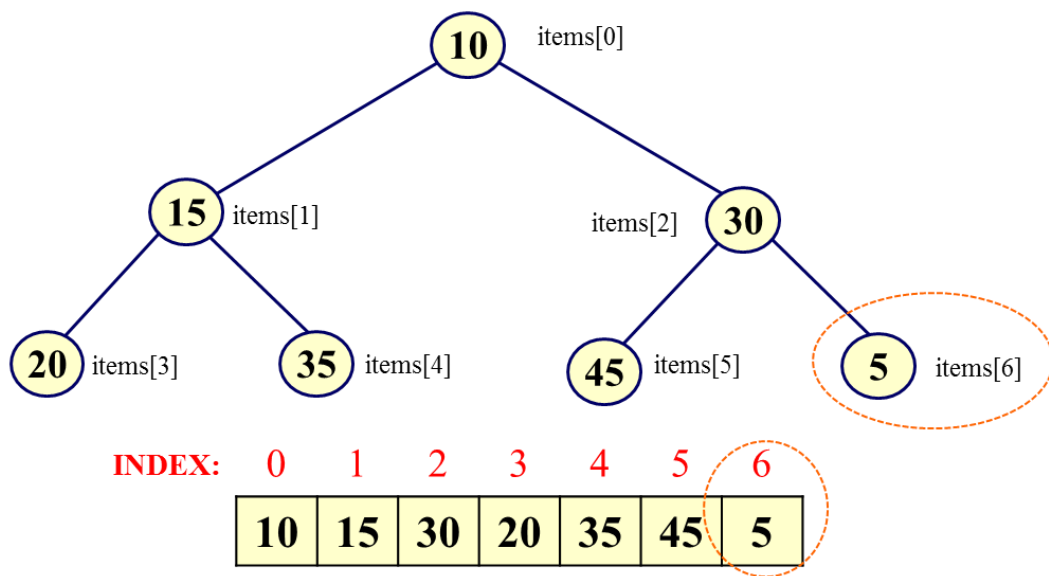 10 items[0]
15 items[1] items[2] 30
20 items[3] 35 items[4] 45 items[5] 5 items[6]
INDEX: 0 1 2 3 4 5 6
10 15 30 20 35 45 5